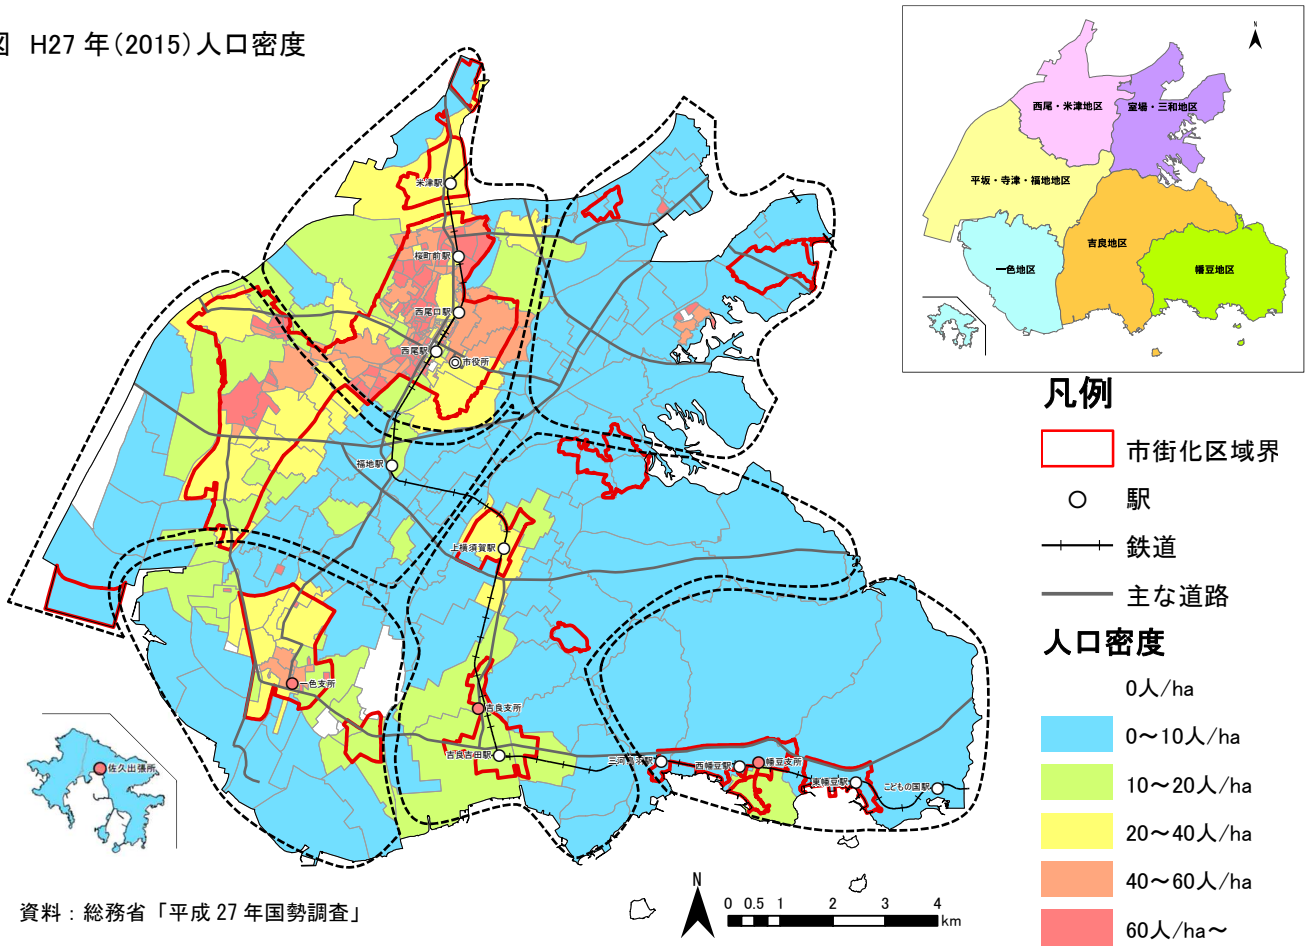 図 H27 年(2015)人口密度
N
西尾・米津地区
室場・三和地区
平坂・寺津・福地地区
吉良地区
一色地区
幡豆地区
米津駅
桜町前駅
西尾口駅
西尾駅
市役所
福地駅
上横須賀駅
一色支所
吉良支所
吉良吉田駅
三河鳥羽駅
西幡豆駅
幡豆支所
東幡豆駅
こどもの国駅
佐久出張所
凡例
市街化区域界
駅
鉄道
主な道路
人口密度
0人/ha
0~10人/ha
10~20人/ha
20~40人/ha
40~60人/ha
60人/ha~
N
0 0.5 1 2 3 4
km
資料:総務省「平成 27 年国勢調査」